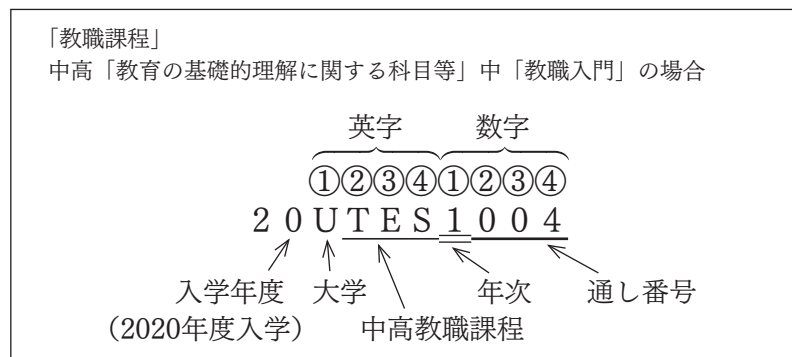 「教職課程」
中高「教育の基礎的理解に関する科目等」中「教職入門」の場合
英字 数字
①②③④①②③④
20UTES1004
入学年度 大学 年次 通し番号
(2020年度入学) 中高教職課程